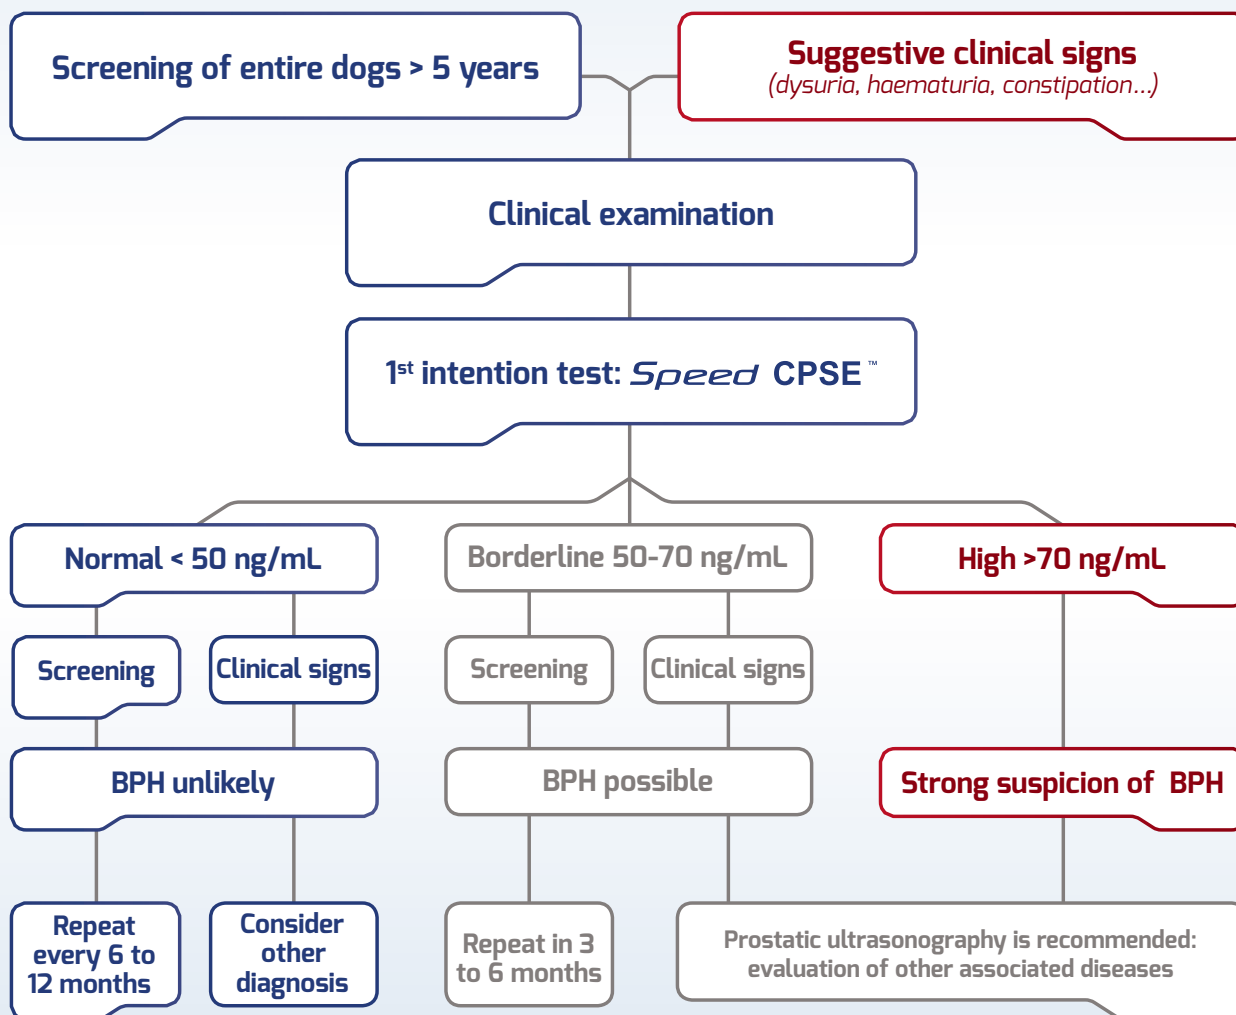 Screening of entire dogs > 5 years
Suggestive clinical signs
(dysuria, haematuria, constipation...)
Clinical examination
1st intention test: Speed CPSE™
Normal < 50 ng/mL
Borderline 50-70 ng/mL
High >70 ng/mL
Screening
Clinical signs
Screening
Clinical signs
BPH unlikely
BPH possible
Strong suspicion of BPH
Repeat
every 6 to
12 months
Consider
other
diagnosis
Repeat in 3
to 6 months
Prostatic ultrasonography is recommended:
evaluation of other associated diseases